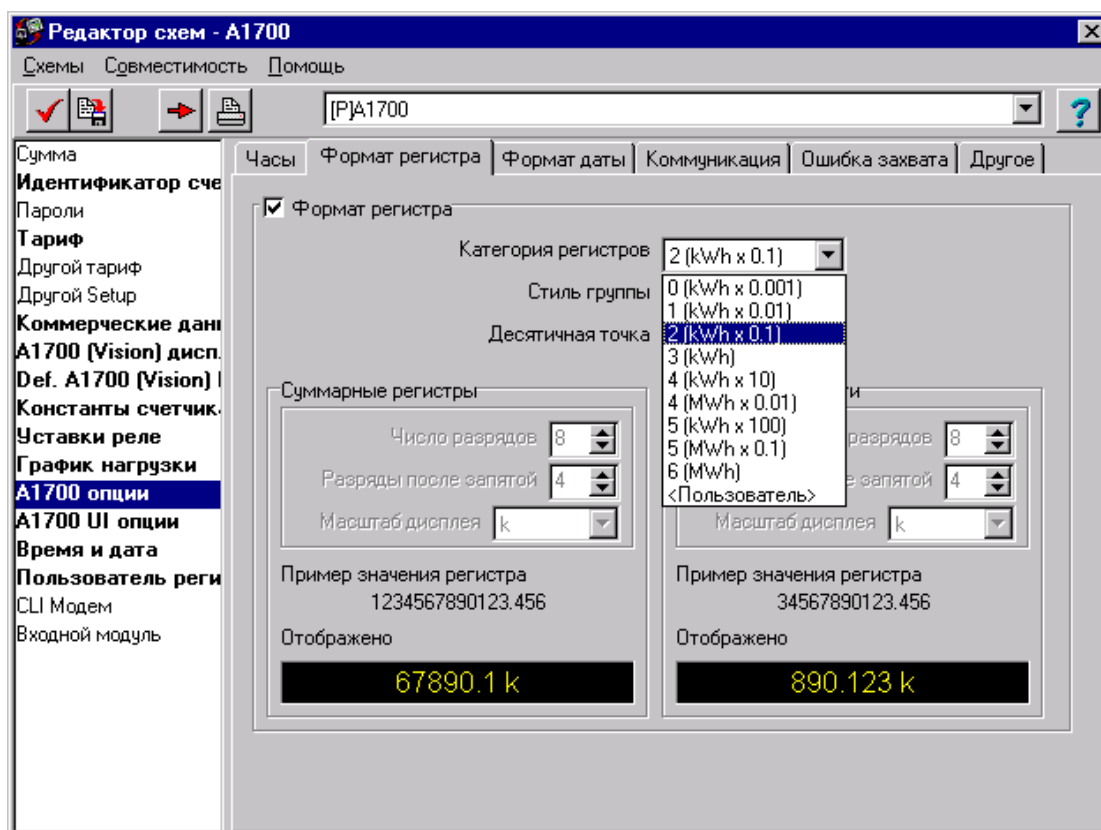 Редактор схем - А1700
Схемы Совместимость Помощь
[P]A1700
Сумма
Идентификатор сче
Пароли
Тариф
Другой тариф
Другой Setup
Коммерческие данн
А1700 (Vision) дисп.
Def. A1700 (Vision)
Константы счетчик
Уставки реле
График нагрузки
А1700 опции
А1700 UI опции
Время и дата
Пользователь реги
CLI Модем
Входной модуль
Часы Формат регистра Формат даты Коммуникация Ошибка захвата Другое
Формат регистра
Категория регистров 2 (kWh x 0.1)
Стиль группы
Десятичная точка
0 (kWh x 0.001)
1 (kWh x 0.01)
2 (kWh x 0.1)
3 (kWh)
4 (kWh x 10)
4 (MWh x 0.01)
5 (kWh x 100)
5 (MWh x 0.1)
6 (MWh)
<Пользователь>
Суммарные регистры
Число разрядов 8
Разряды после запятой 4
Масштаб дисплея k
Пример значения регистра
1234567890123.456
Отображено
67890.1 k
ти
разрядов 8
е запятой 4
Масштаб дисплея k
Пример значения регистра
34567890123.456
Отображено
890.123 k